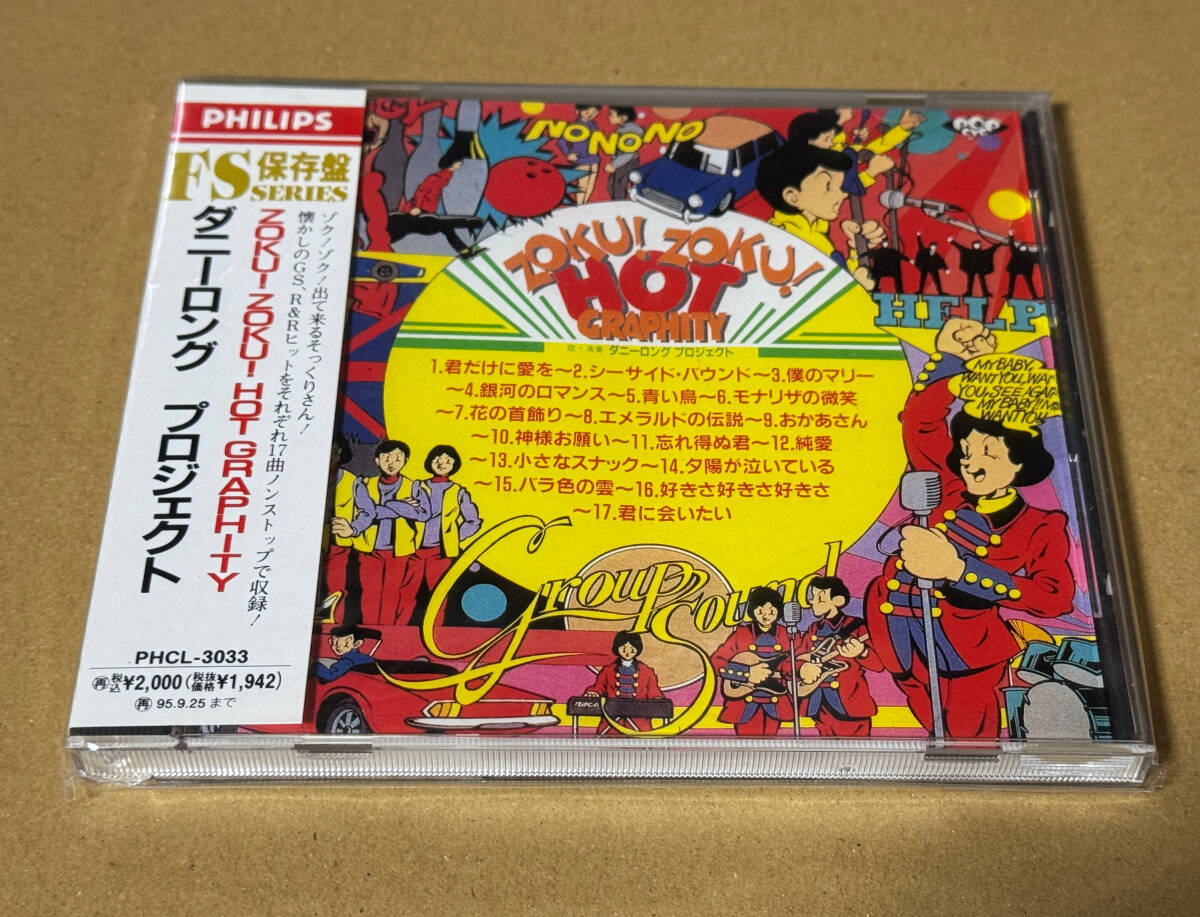 PHILIPS
FS 保存盤
SERIES
ゾク!ゾク!出て来るそっくりさん!
懐かしのGS、R&Rヒットをそれぞれ17曲ノンストップで収録!
ZOKU! ZOKU! HOT GRAPHITY
ダニーロング プロジェクト
PHCL-3033
再 税込¥2,000(税抜価格¥1,942)
再 95.9.25まで
NO NO NO NO
ZOKU! ZOKU!
HOT
GRAPHITY
歌・演奏 ダニーロング プロジェクト
1.君だけに愛を〜2.シーサイド・バウンド〜3.僕のマリー
〜4.銀河のロマンス〜5.青い鳥〜6.モナリザの微笑
〜7.花の首飾り〜8.エメラルドの伝説〜9.おかあさん
〜10.神様お願い〜11.忘れ得ぬ君〜12.純愛
〜13.小さなスナック〜14.夕陽が泣いている
〜15.バラ色の雲〜16.好きさ好きさ好きさ
〜17.君に会いたい
HELP
MY BABY,
Group Sound